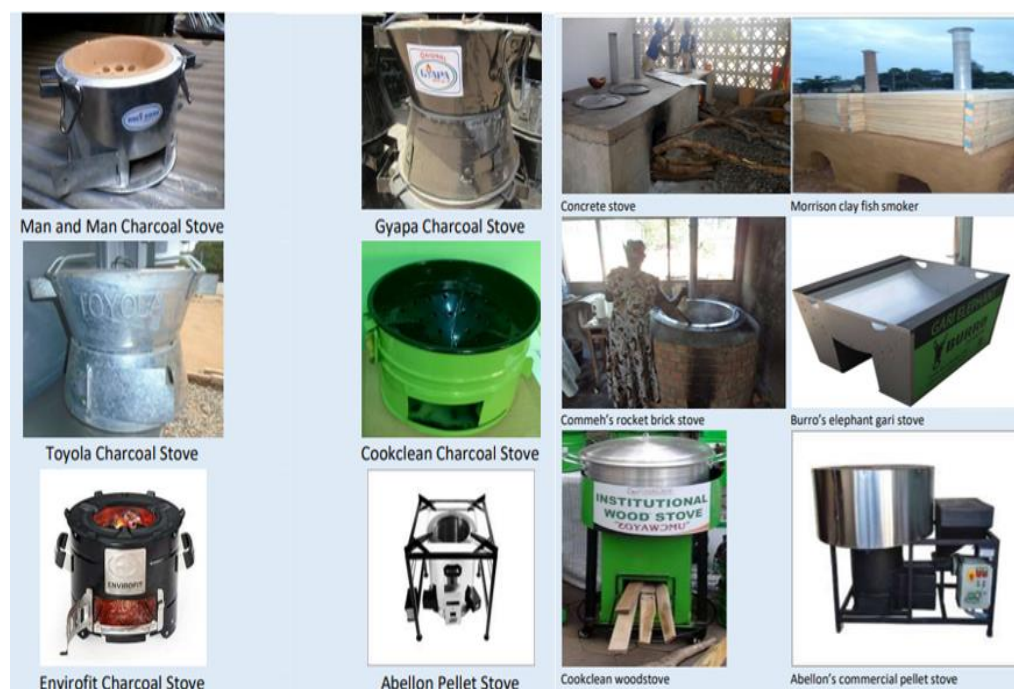 ORIGINAL
GYAPA
Man and Man Charcoal Stove
Gyapa Charcoal Stove
Concrete stove
Morrison clay fish smoker
TOYOLA
GARI ELEPHANT
BURRO
Commeh's rocket brick stove
Burro's elephant gari stove
Toyola Charcoal Stove
Cookclean Charcoal Stove
INSTITUTIONAL
WOOD STOVE
ENVIROFIT
Envirofit Charcoal Stove
Abellon Pellet Stove
Cookclean woodstove
Abellon's commercial pellet stove